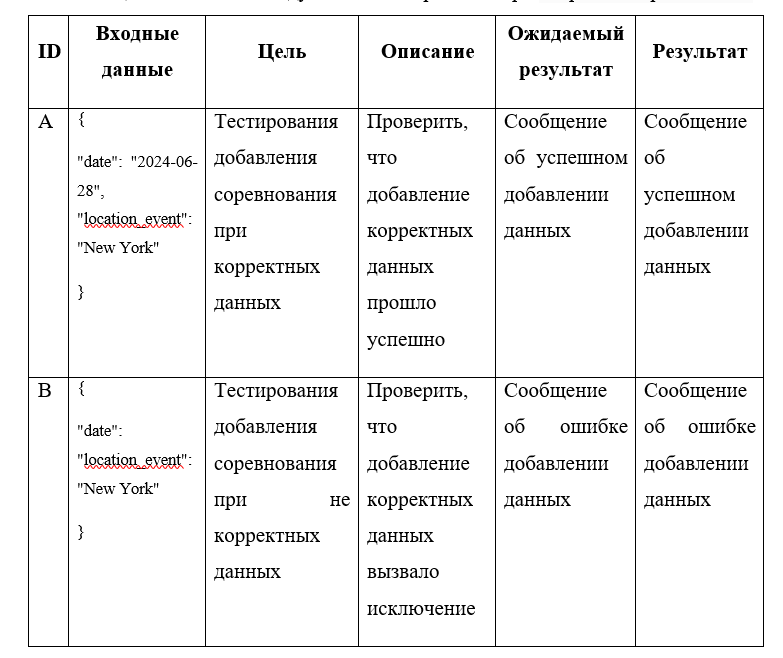 ID
Входные
данные
Цель
Описание
Ожидаемый
результат
Результат
A
{
"date": "2024-06-
28",
"location_event":
"New York"
}
Тестирования
добавления
соревнования
при
корректных
данных
Проверить,
что
добавление
корректных
данных
прошло
успешно
Сообщение
об успешном
добавлении
данных
Сообщение
об
успешном
добавлении
данных
B
{
"date":
"location_event":
"New York"
}
Тестирования
добавления
соревнования
при не
корректных
данных
Проверить,
что
добавление
корректных
данных
вызвало
исключение
Сообщение
об ошибке
добавлении
данных
Сообщение
об ошибке
добавлении
данных